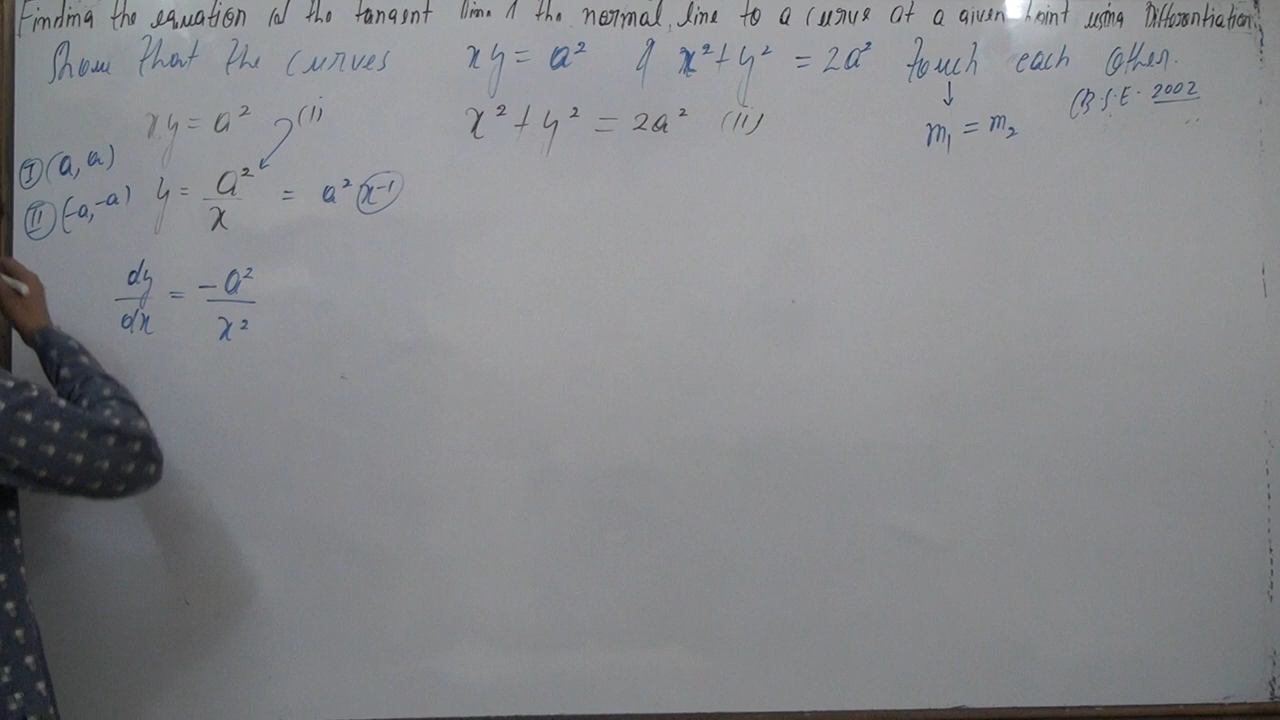 Finding the equation of the tangent line & the normal line to a curve at a given point using Differentiation.
Show that the curves xy = a² & x² + y² = 2a² touch each other.
C.B.S.E. 2002
xy = a² (i) x² + y² = 2a² (ii) m₁ = m₂
Ⓘ (a, a)
Ⓘ Ⓘ (-a, -a) y = a²/x = a² x⁻¹
dy/dx = -a²/x²